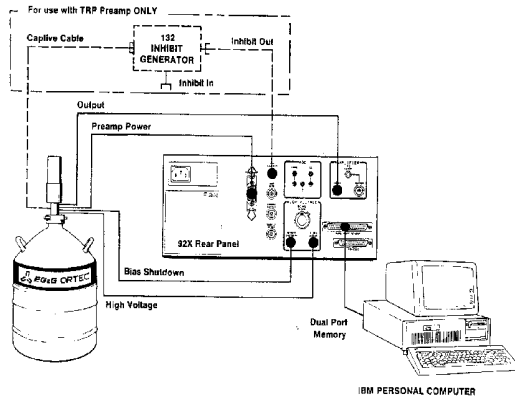 For use with TRP Preamp ONLY
Captive Cable
132
INHIBIT
GENERATOR
Inhibit Out
Inhibit In
Output
Preamp Power
92X Rear Panel
EG&G ORTEC
Bias Shutdown
High Voltage
Dual Port
Memory
IBM PERSONAL COMPUTER